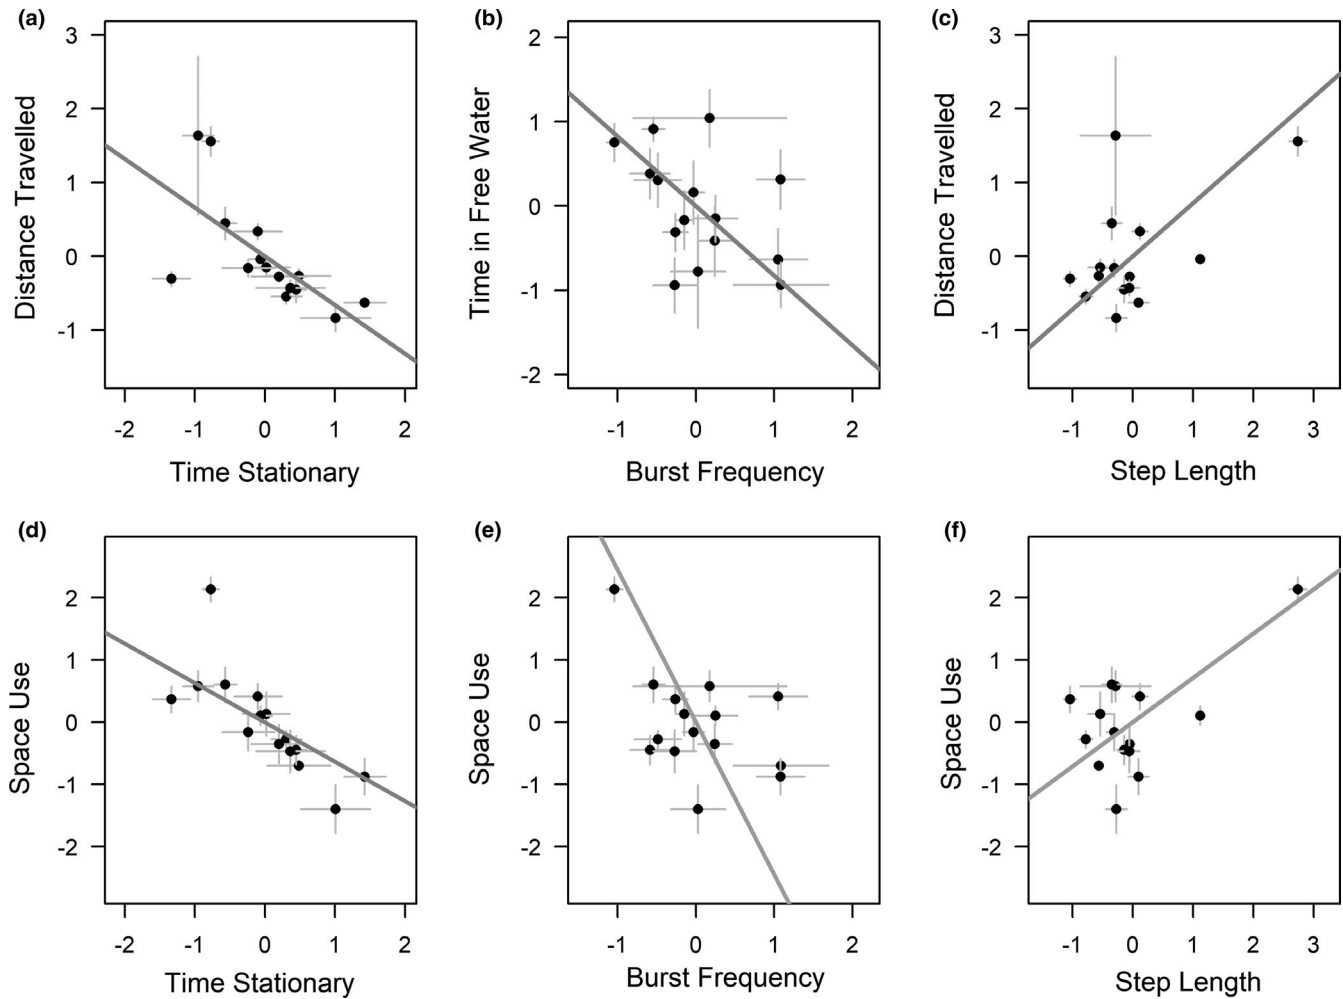 (a)
3
2
1
0
-1
Distance Travelled
-2 -1 0 1 2
Time Stationary
(b)
2
1
0
-1
-2
Time in Free Water
-1 0 1 2
Burst Frequency
(c)
3
2
1
0
-1
Distance Travelled
-1 0 1 2 3
Step Length
(d)
2
1
0
-1
-2
Space Use
-2 -1 0 1 2
Time Stationary
(e)
2
1
0
-1
-2
Space Use
-1 0 1 2
Burst Frequency
(f)
2
1
0
-1
-2
Space Use
-1 0 1 2 3
Step Length